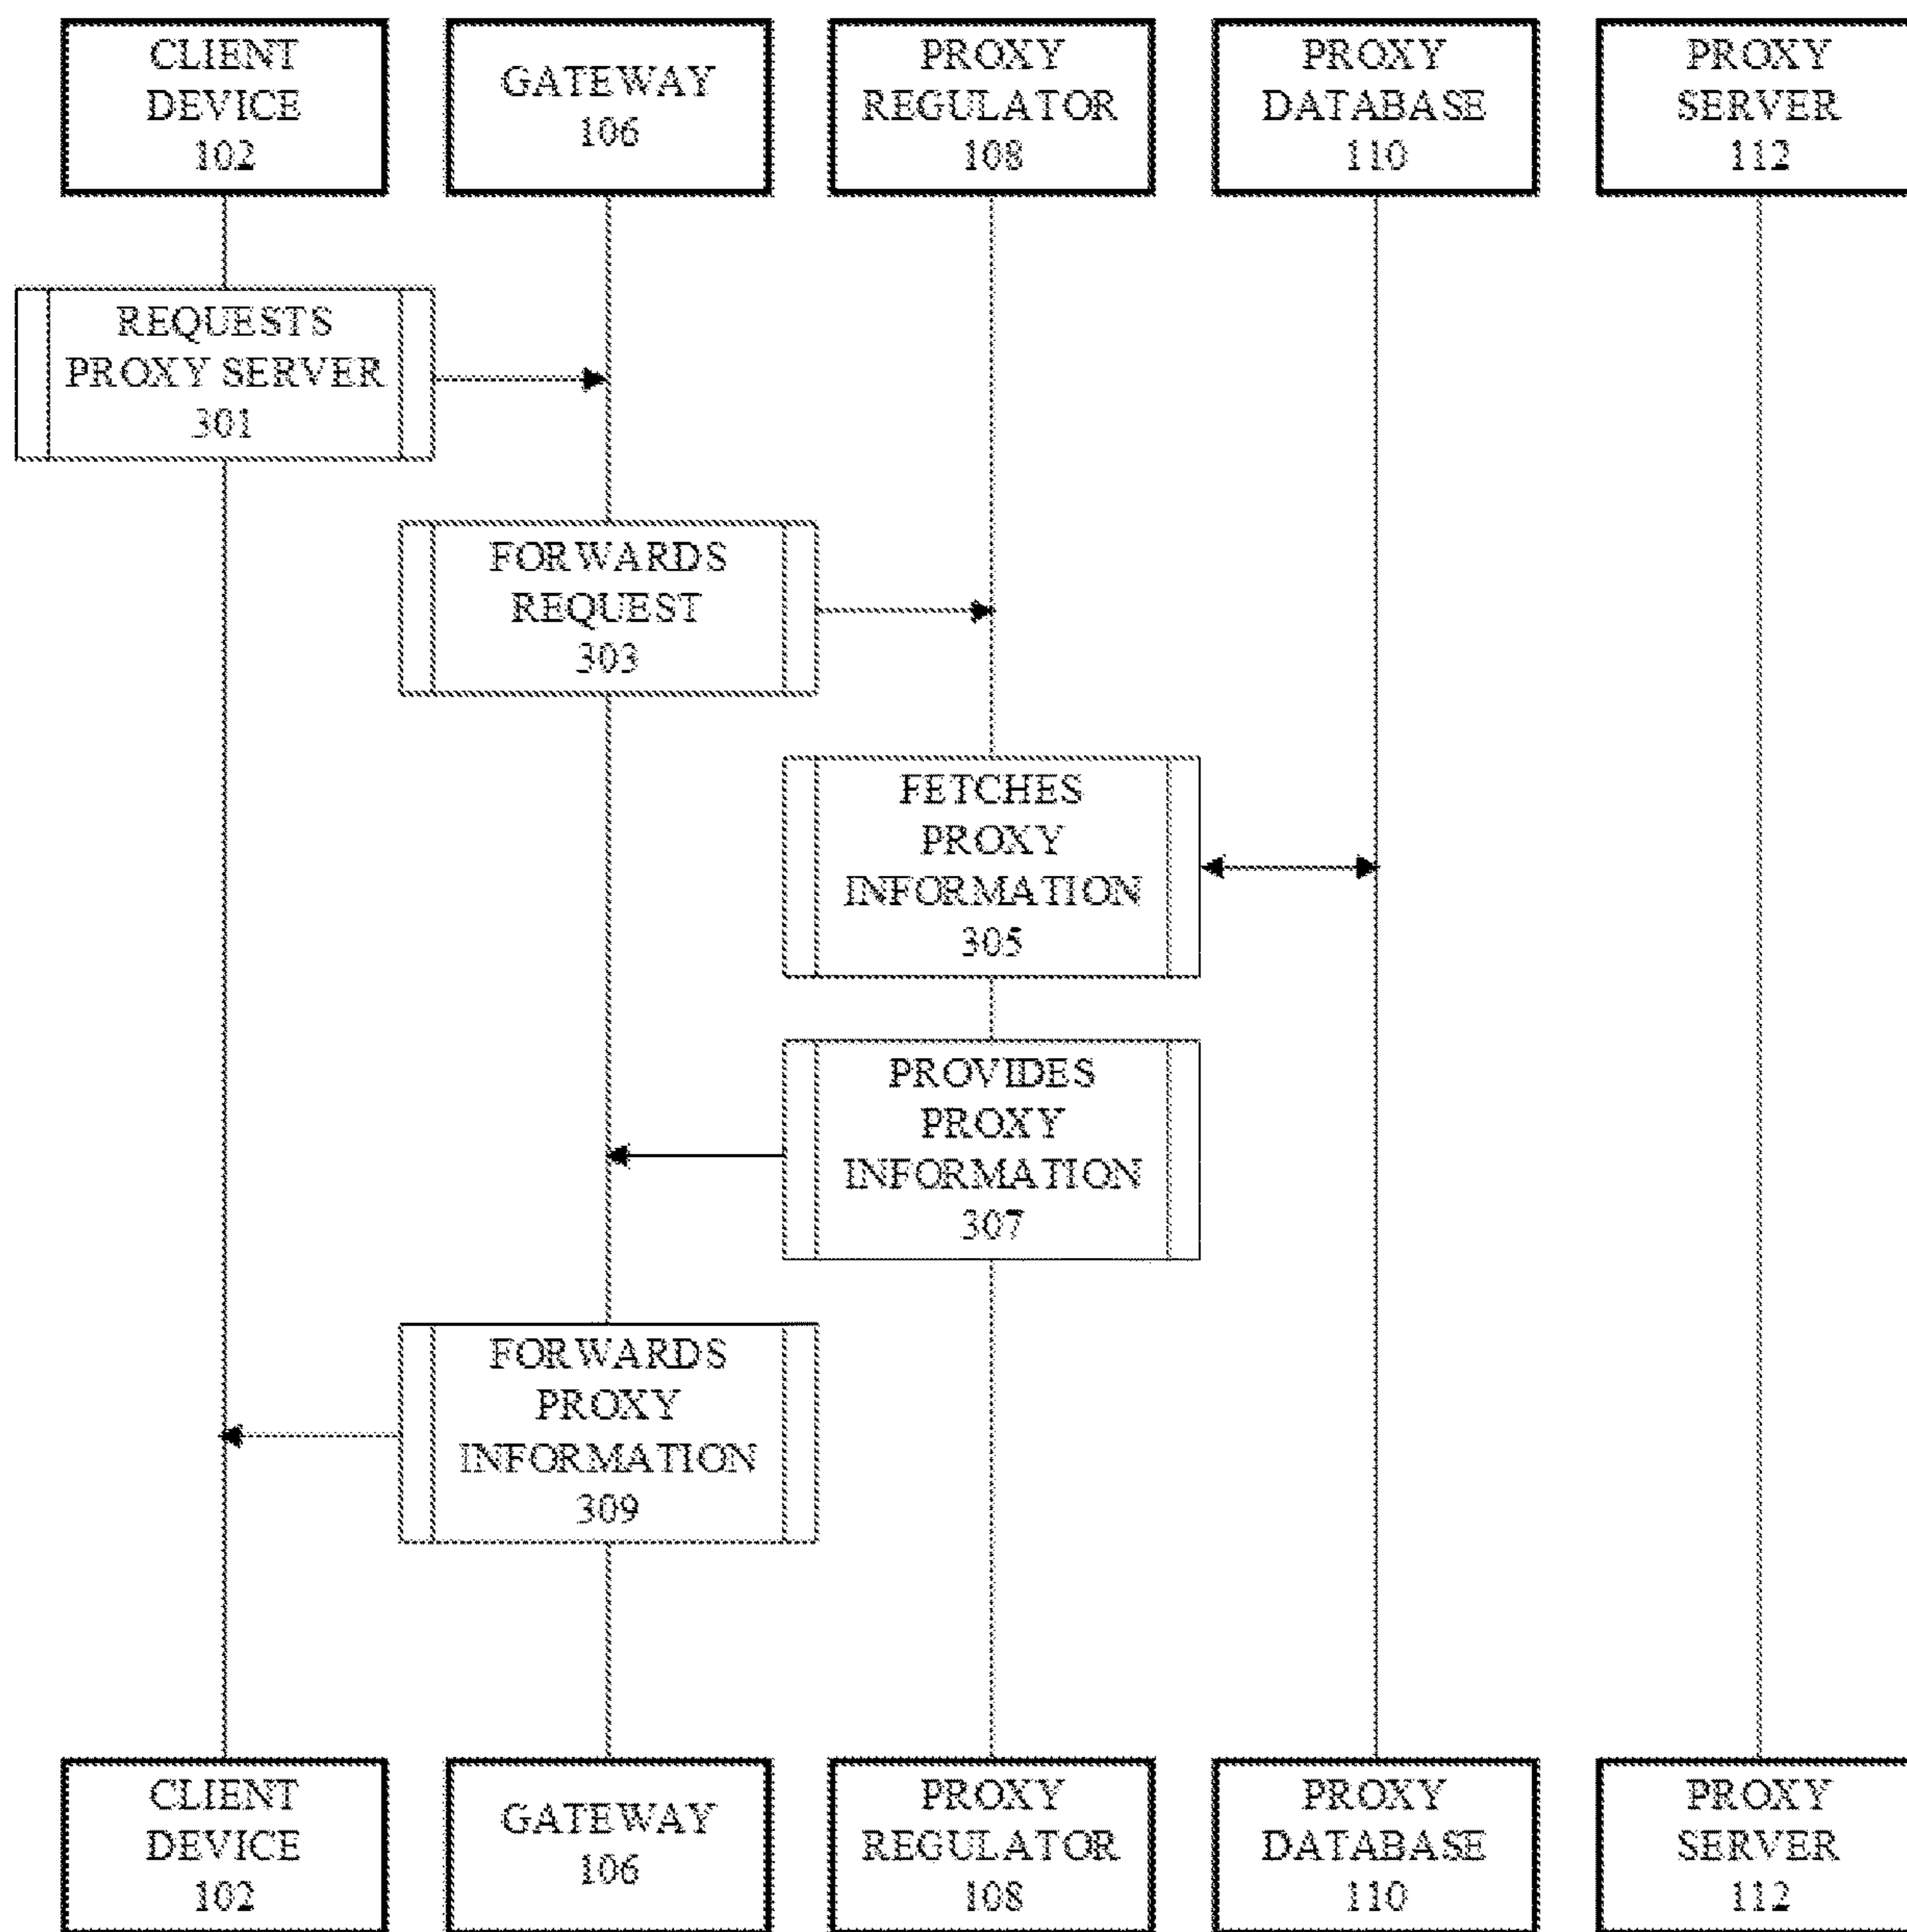 CLIENT
DEVICE
102
GATEWAY
106
PROXY
REGULATOR
108
PROXY
DATABASE
110
PROXY
SERVER
112
REQUESTS
PROXY SERVER
301
FORWARDS
REQUEST
303
FETCHES
PROXY
INFORMATION
305
PROVIDES
PROXY
INFORMATION
307
FORWARDS
PROXY
INFORMATION
309
CLIENT
DEVICE
102
GATEWAY
106
PROXY
REGULATOR
108
PROXY
DATABASE
110
PROXY
SERVER
112